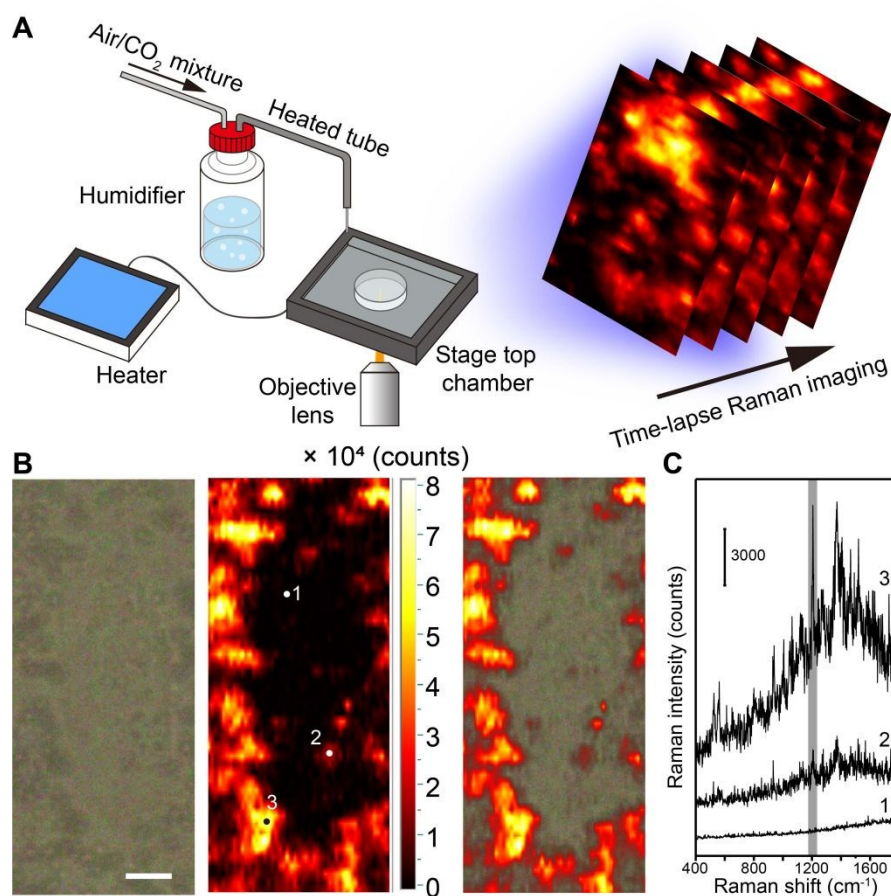 A
Air/CO₂ mixture
Heated tube
Humidifier
Heater
Objective
lens
Stage top
chamber
Time-lapse Raman imaging
B
× 10⁴ (counts)
8
7
6
5
4
3
2
1
0
1
2
3
C
3000
3
2
1
Raman intensity (counts)
400 800 1200 1600
Raman shift (cm⁻¹)